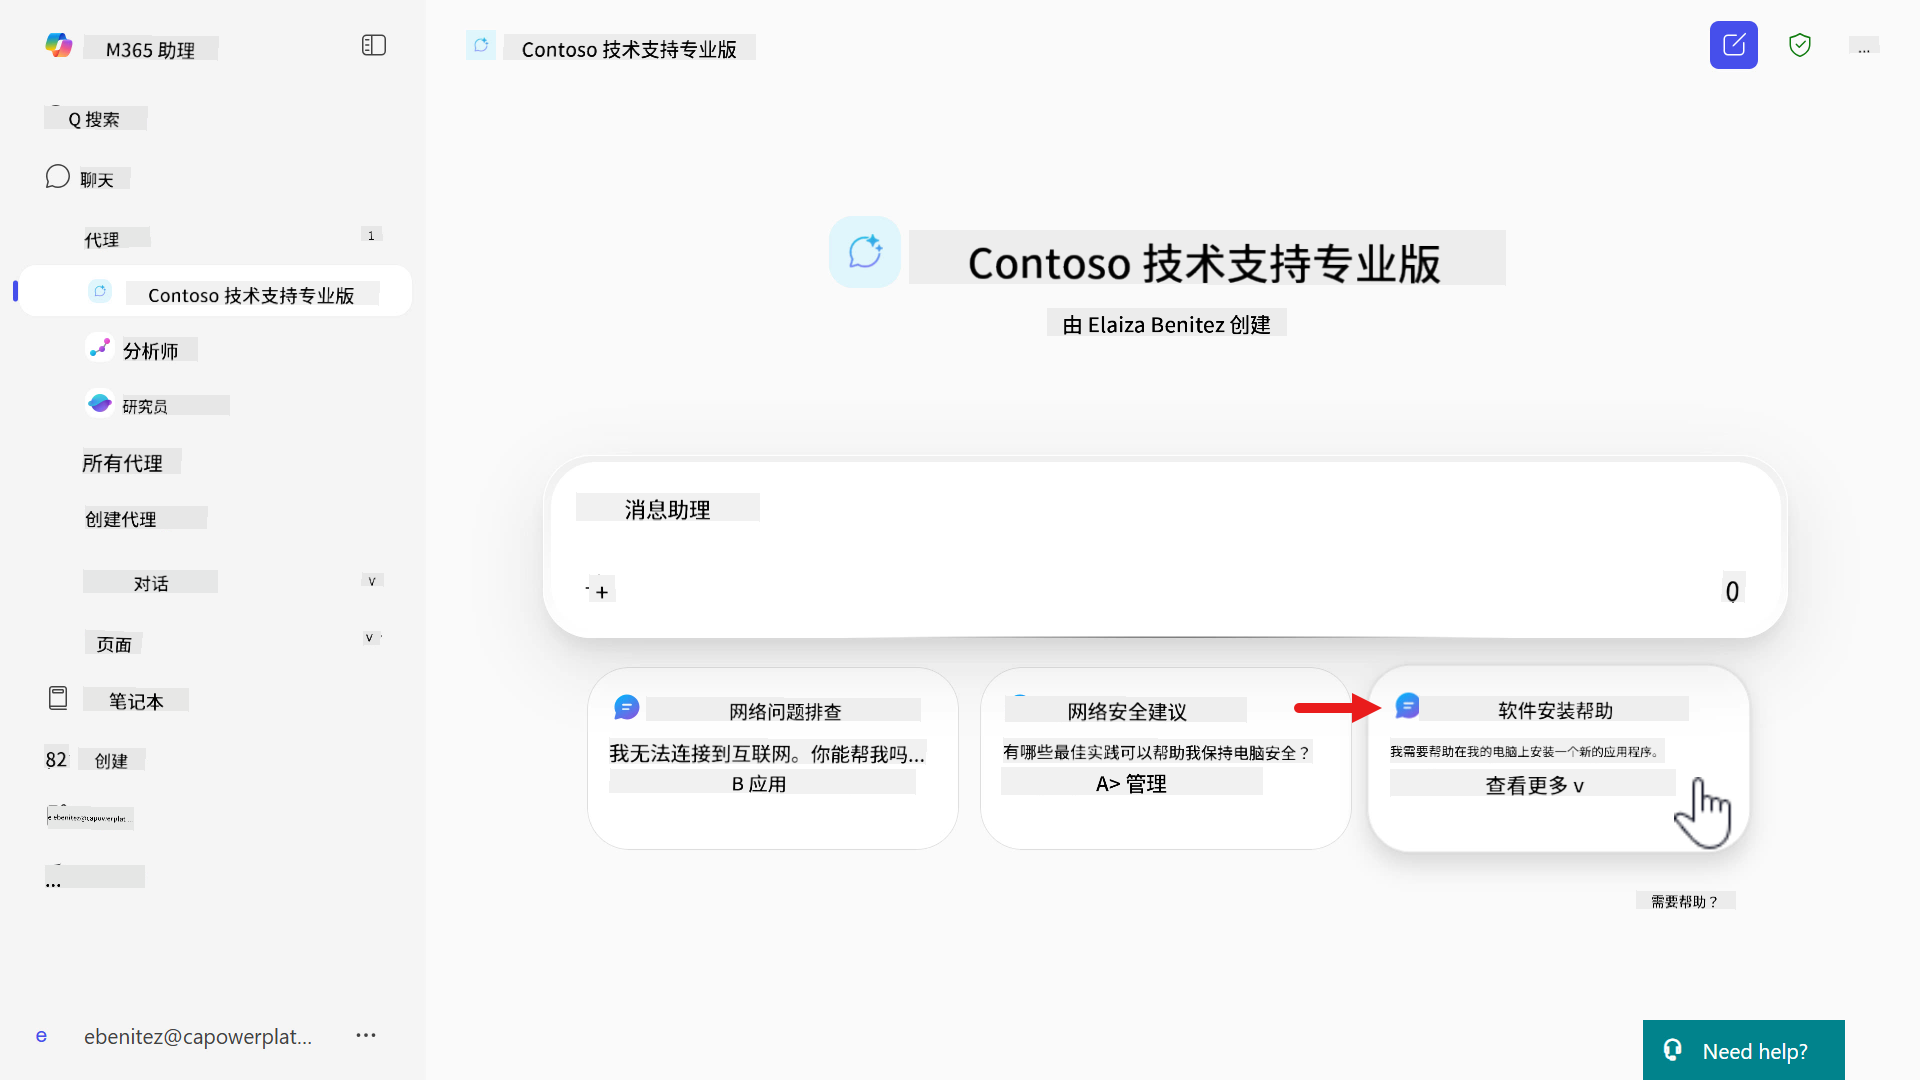 M365 助理
Q 搜索
聊天
代理
1
Contoso 技术支持专业版
分析师
研究员
所有代理
创建代理
对话
v
页面
v
笔记本
82 创建
e ebenitez@capowerplat...
...
e ebenitez@capowerplat... ...
Contoso 技术支持专业版
...
Contoso 技术支持专业版
由 Elaiza Benitez 创建
消息助理
+
0
网络问题排查
我无法连接到互联网。你能帮我吗...
B 应用
网络安全建议
有哪些最佳实践可以帮助我保持电脑安全？
A> 管理
软件安装帮助
我需要帮助在我的电脑上安装一个新的应用程序。
查看更多 v
需要帮助？
Need help?